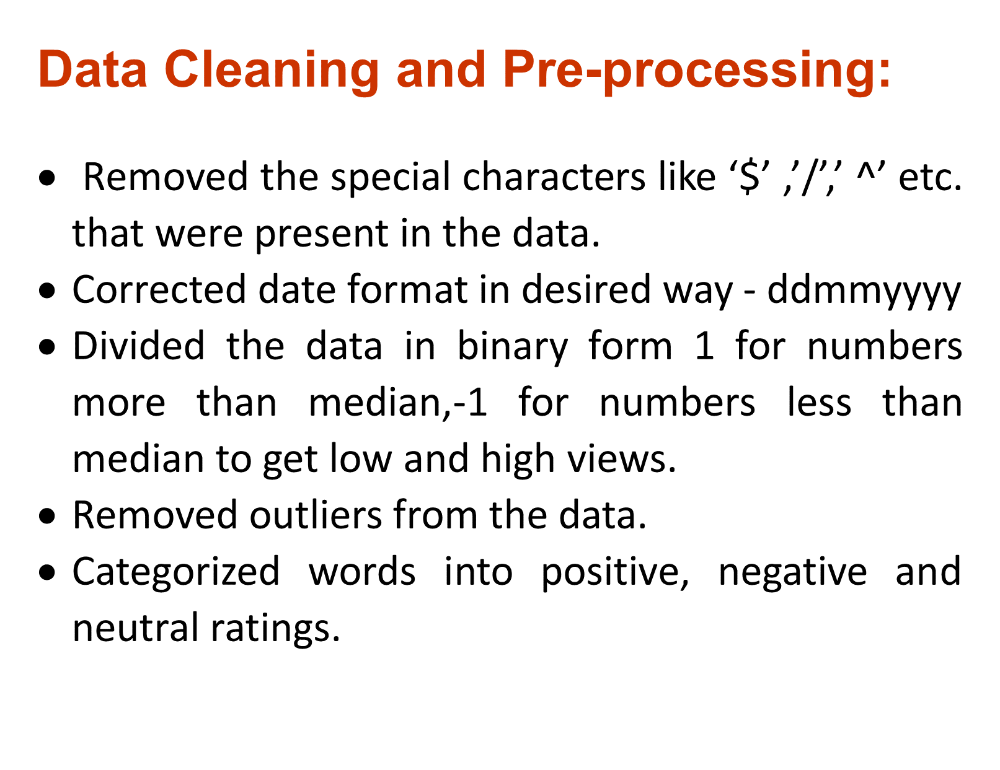 Data Cleaning and Pre-processing:
• Removed the special characters like ‘$’ ,’/’,’ ^’ etc.
that were present in the data.
• Corrected date format in desired way - ddmmyyyy
• Divided the data in binary form 1 for numbers
more than median,-1 for numbers less than
median to get low and high views.
• Removed outliers from the data.
• Categorized words into positive, negative and
neutral ratings.